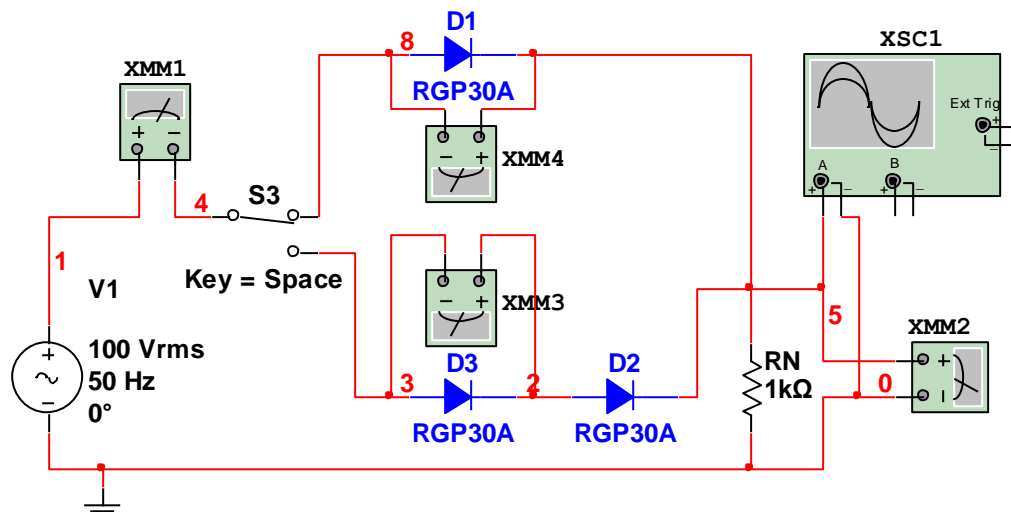 D1
8
RGP30A
XMM1
+ −
XSC1
Ext Trig
+
−
A
B
+ − + −
− +
XMM4
4
S3
1
Key = Space
− +
XMM3
V1
5
XMM2
+
−
0
+
−
100 Vrms
50 Hz
0°
3
D3
2
D2
RN
1kΩ
RGP30A
RGP30A